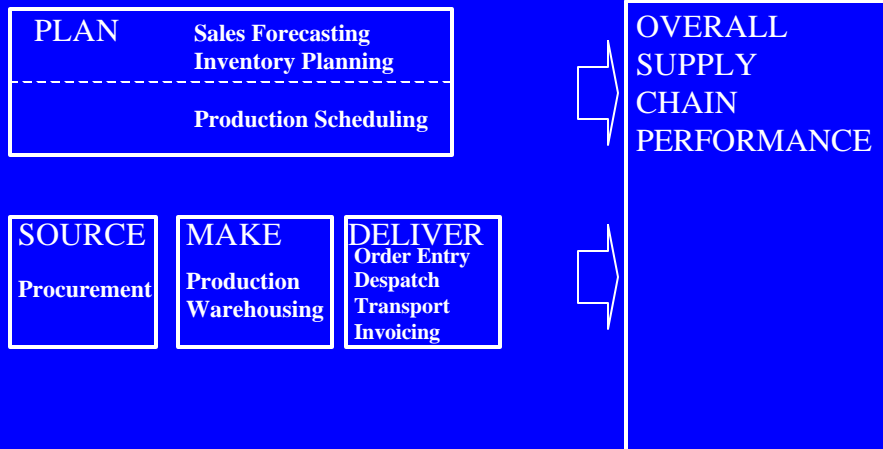 PLAN
Sales Forecasting
Inventory Planning
Production Scheduling
OVERALL
SUPPLY
CHAIN
PERFORMANCE
SOURCE
Procurement
MAKE
Production
Warehousing
DELIVER
Order Entry
Despatch
Transport
Invoicing